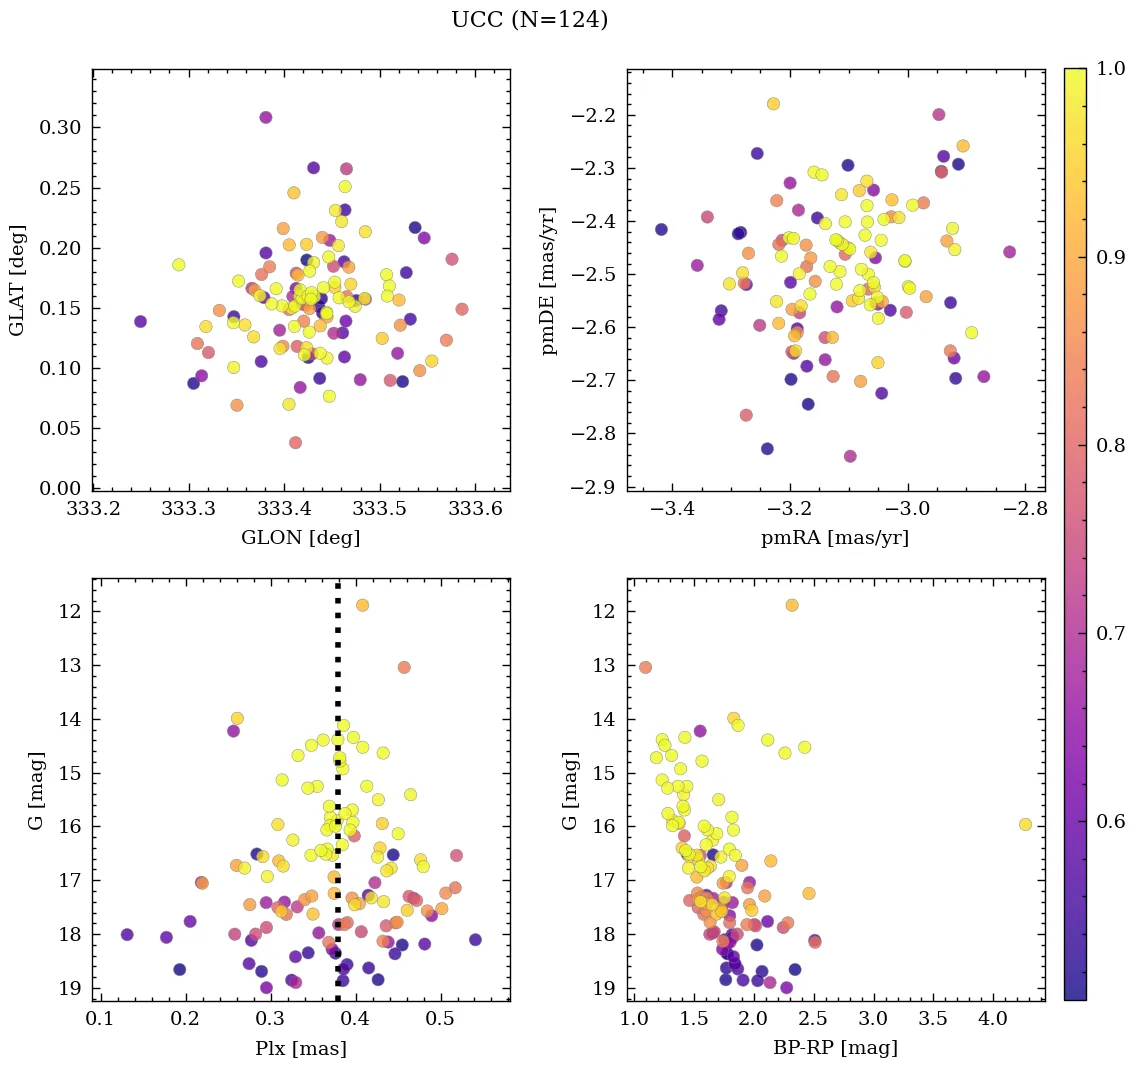 UCC (N=124)
0.30
0.25
0.20
0.15
0.10
0.05
0.00
GLAT [deg]
333.2 333.3 333.4 333.5 333.6
GLON [deg]
−2.2
−2.3
−2.4
−2.5
−2.6
−2.7
−2.8
−2.9
pmDE [mas/yr]
−3.4 −3.2 −3.0 −2.8
pmRA [mas/yr]
1.0
0.9
0.8
0.7
0.6
12
13
14
15
16
17
18
19
G [mag]
0.1 0.2 0.3 0.4 0.5
Plx [mas]
12
13
14
15
16
17
18
19
G [mag]
1.0 1.5 2.0 2.5 3.0 3.5 4.0
BP-RP [mag]